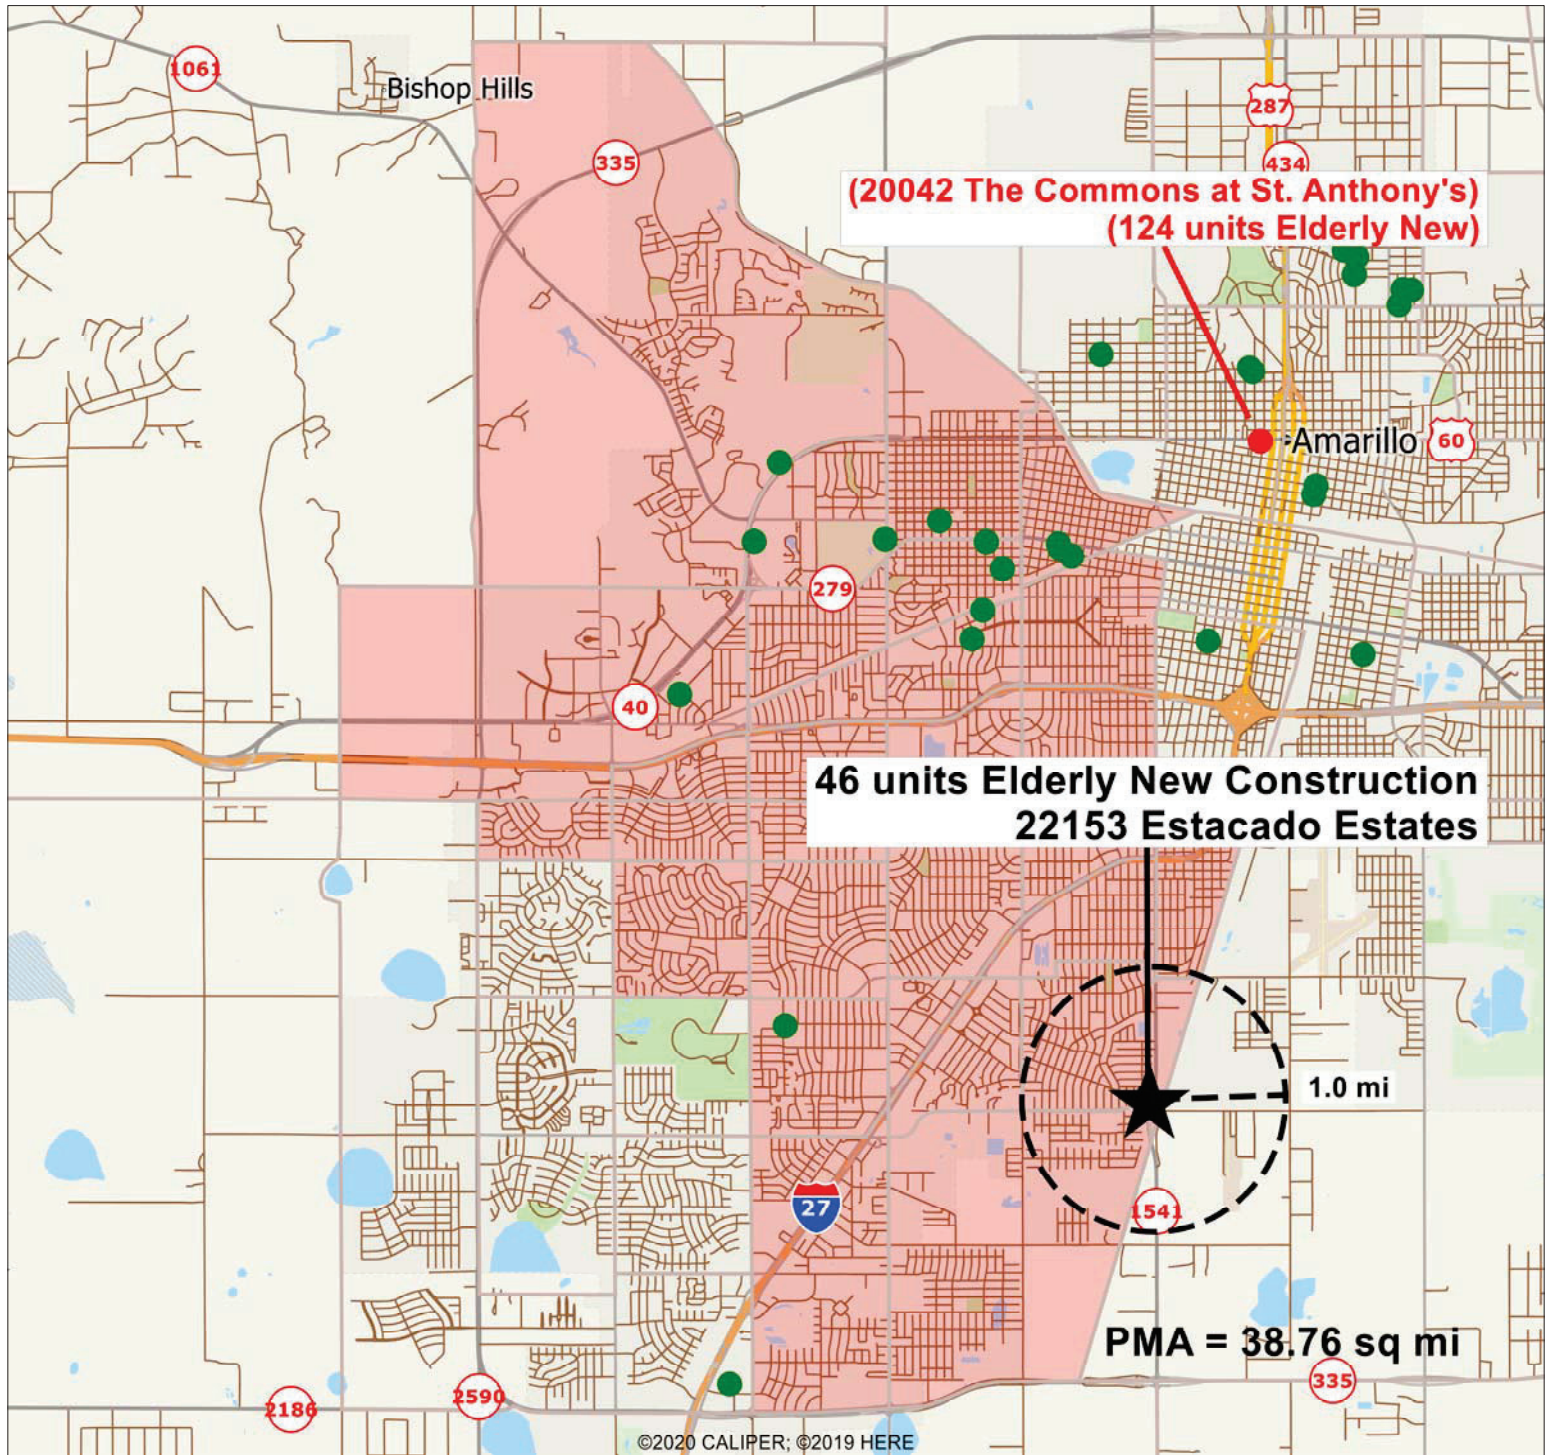 1061
Bishop Hills
287
335
434
(20042 The Commons at St. Anthony's)
(124 units Elderly New)
Amarillo
60
279
40
46 units Elderly New Construction
22153 Estacado Estates
1.0 mi
27
1541
PMA = 38.76 sq mi
335
2590
2186
©2020 CALIPER; ©2019 HERE